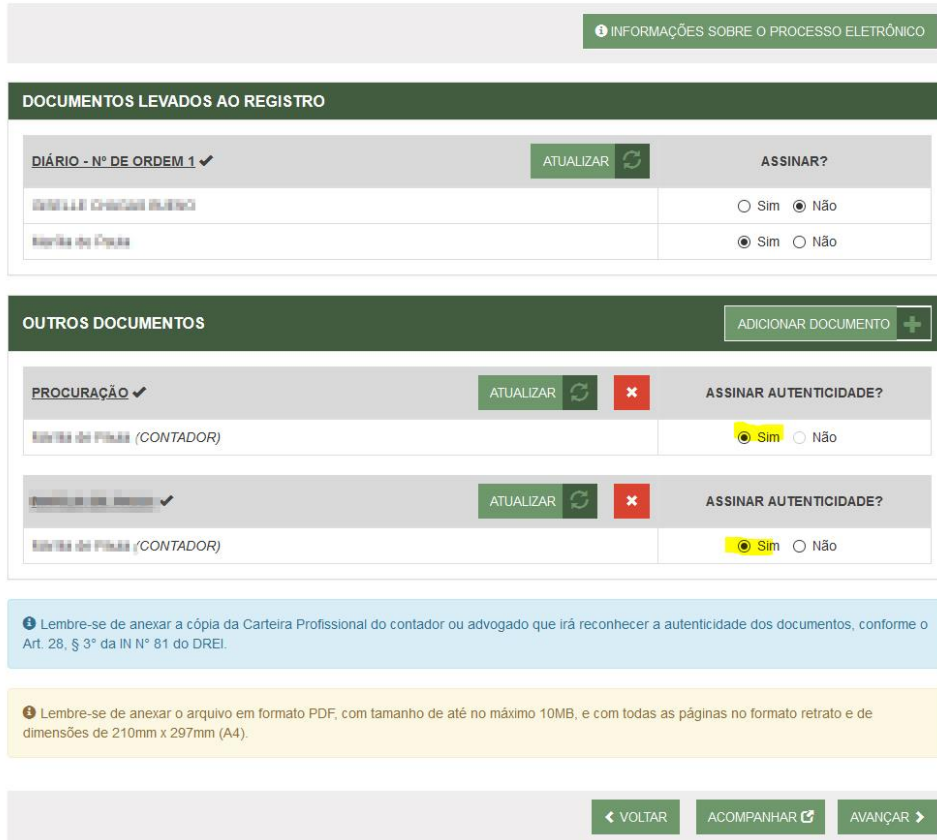 INFORMAÇÕES SOBRE O PROCESSO ELETRÔNICO
DOCUMENTOS LEVADOS AO REGISTRO
DIÁRIO - Nº DE ORDEM 1 ATUALIZAR ASSINAR?
Sim Não
Sim Não
OUTROS DOCUMENTOS ADICIONAR DOCUMENTO
PROCURAÇÃO ATUALIZAR ASSINAR AUTENTICIDADE?
(CONTADOR) Sim Não
ATUALIZAR ASSINAR AUTENTICIDADE?
(CONTADOR) Sim Não
Lembre-se de anexar a cópia da Carteira Profissional do contador ou advogado que irá reconhecer a autenticidade dos documentos, conforme o
Art. 28, § 3° da IN N° 81 do DREI.
Lembre-se de anexar o arquivo em formato PDF, com tamanho de até no máximo 10MB, e com todas as páginas no formato retrato e de
dimensões de 210mm x 297mm (A4).
VOLTAR ACOMPANHAR AVANÇAR